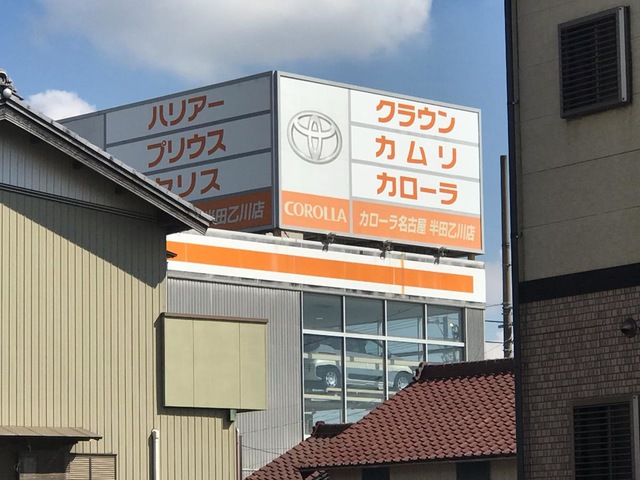 ハリアー
プリウス
ヤリス
半田乙川店
クラウン
カムリ
カローラ
COROLLA
カローラ名古屋 半田乙川店